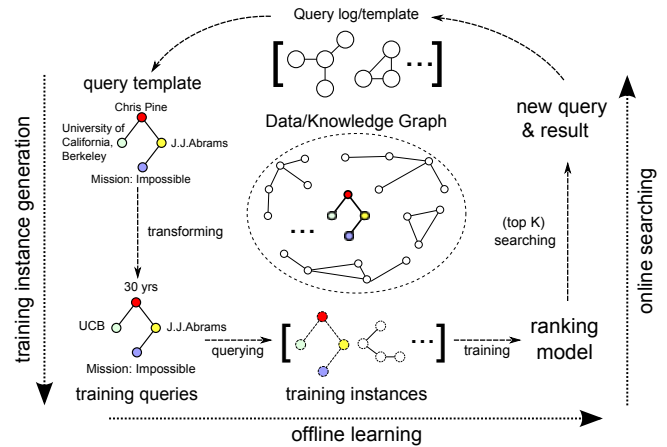 Query log/template
[ ... ]
query template
Chris Pine
University of
California,
Berkeley
J.J.Abrams
Mission: Impossible
Data/Knowledge Graph
new query
& result
...
transforming
(top K)
searching
training instance generation
online searching
30 yrs
UCB
J.J.Abrams
Mission: Impossible
querying
[ ... ]
training
ranking
model
training queries
training instances
offline learning